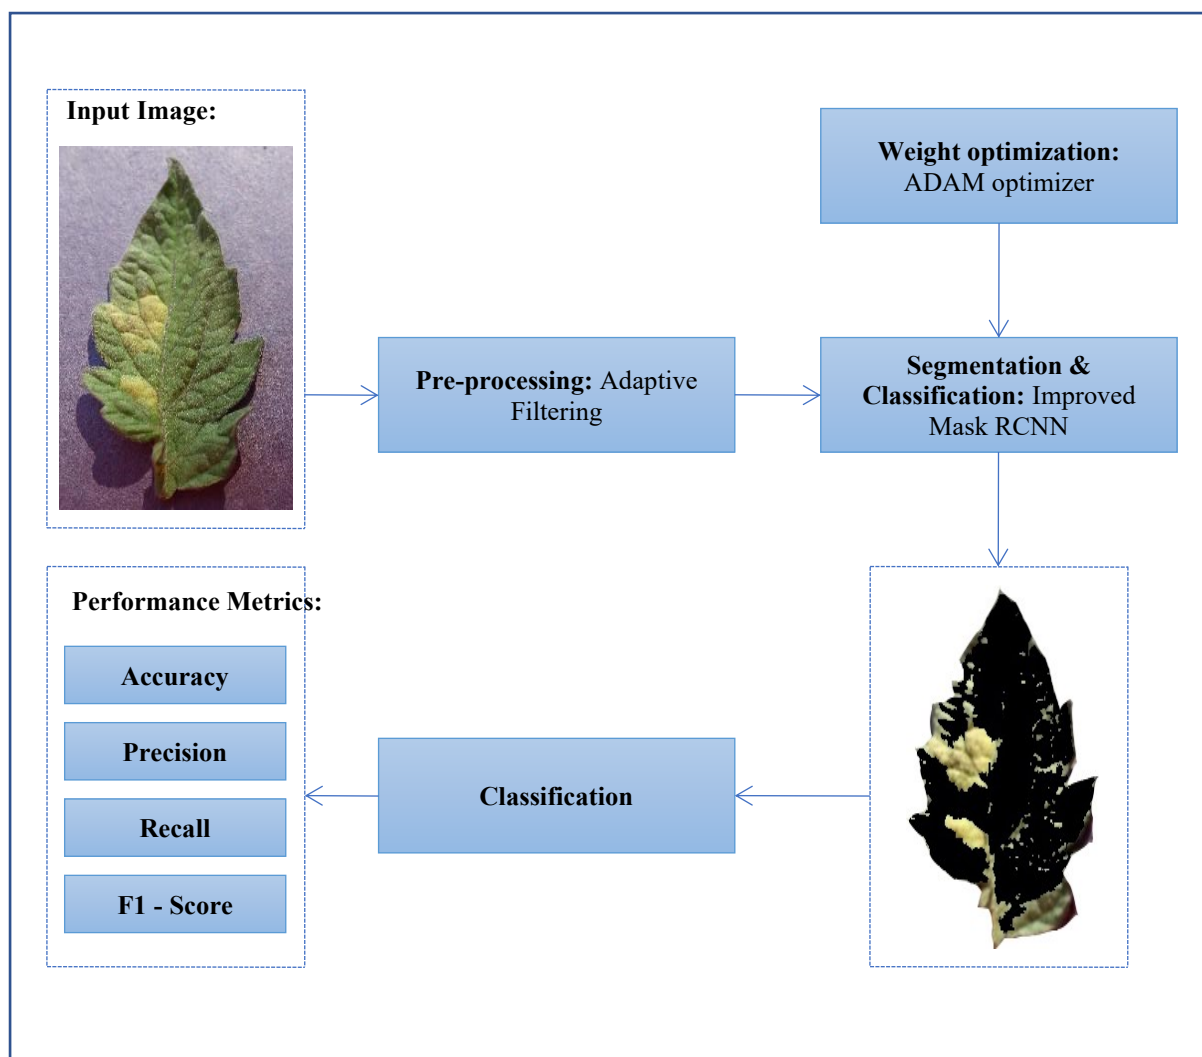 Input Image:
Weight optimization:
ADAM optimizer
Pre-processing: Adaptive
Filtering
Segmentation &
Classification: Improved
Mask RCNN
Performance Metrics:
Accuracy
Precision
Recall
F1 - Score
Classification